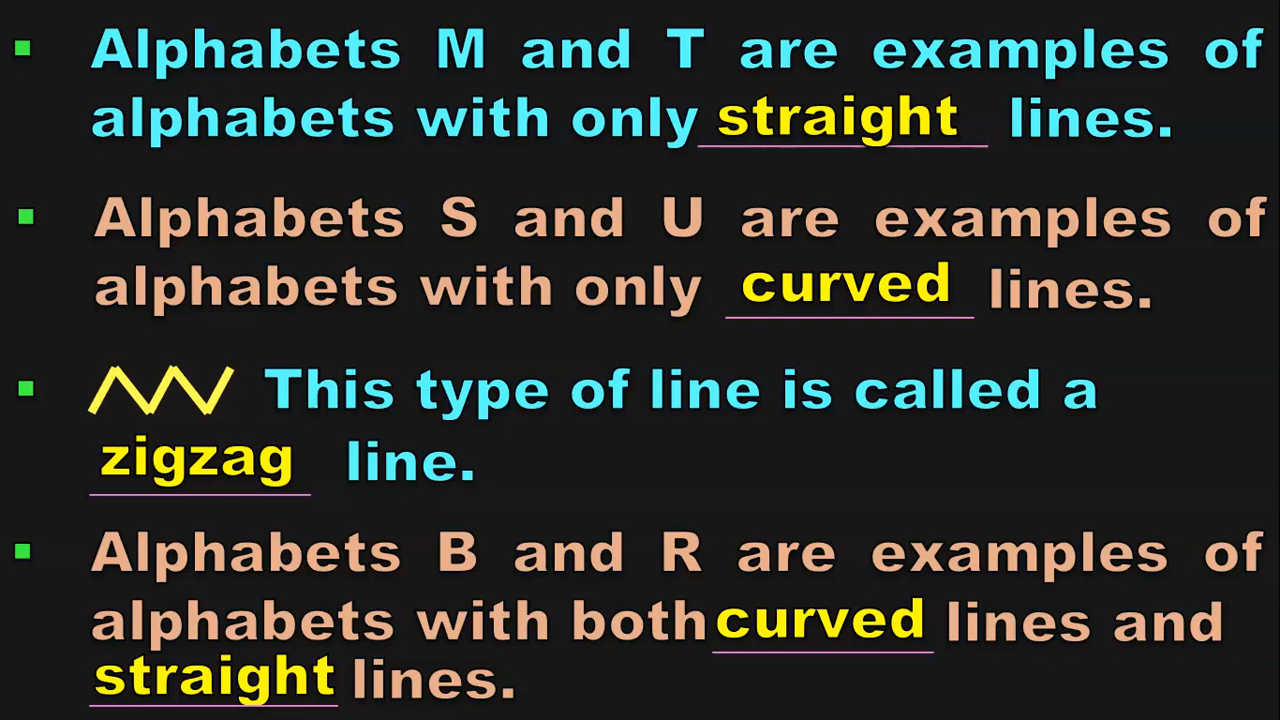 Alphabets M and T are examples of
alphabets with only straight lines.
Alphabets S and U are examples of
alphabets with only curved lines.
This type of line is called a
zigzag line.
Alphabets B and R are examples of
alphabets with both curved lines and
straight lines.